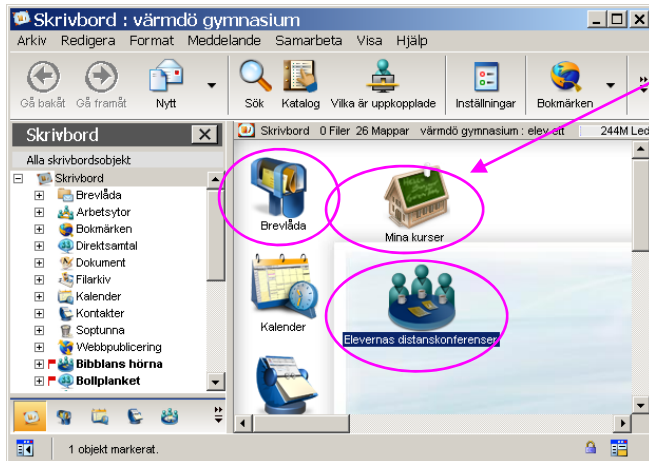 Skrivbord : värmdö gymnasium
Arkiv Redigera Format Meddelande Samarbeta Visa Hjälp
Gå bakåt Gå framåt Nytt Sök Katalog Vilka är uppkopplade Inställningar Bokmärken
Skrivbord
Skrivbord 0 Filer 26 Mappar värmdö gymnasium : elev ett 244M Led
Alla skrivbordsobjekt
Skrivbord
Brevlåda
Arbetsytor
Bokmärken
Direktsamtal
Dokument
Filarkiv
Kalender
Kontakter
Soptunna
Webbpublicering
Bibblans hörna
Bollplanket
Brevlåda
Mina kurser
Kalender
Elevernas distanskonferenser
1 objekt markerat.